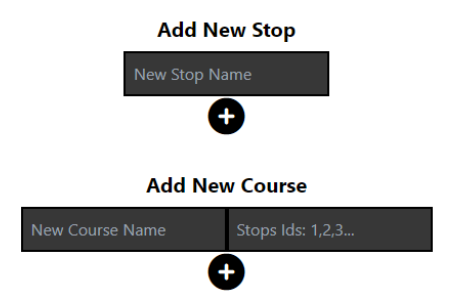 Add New Stop
New Stop Name
Add New Course
New Course Name
Stops Ids: 1,2,3...